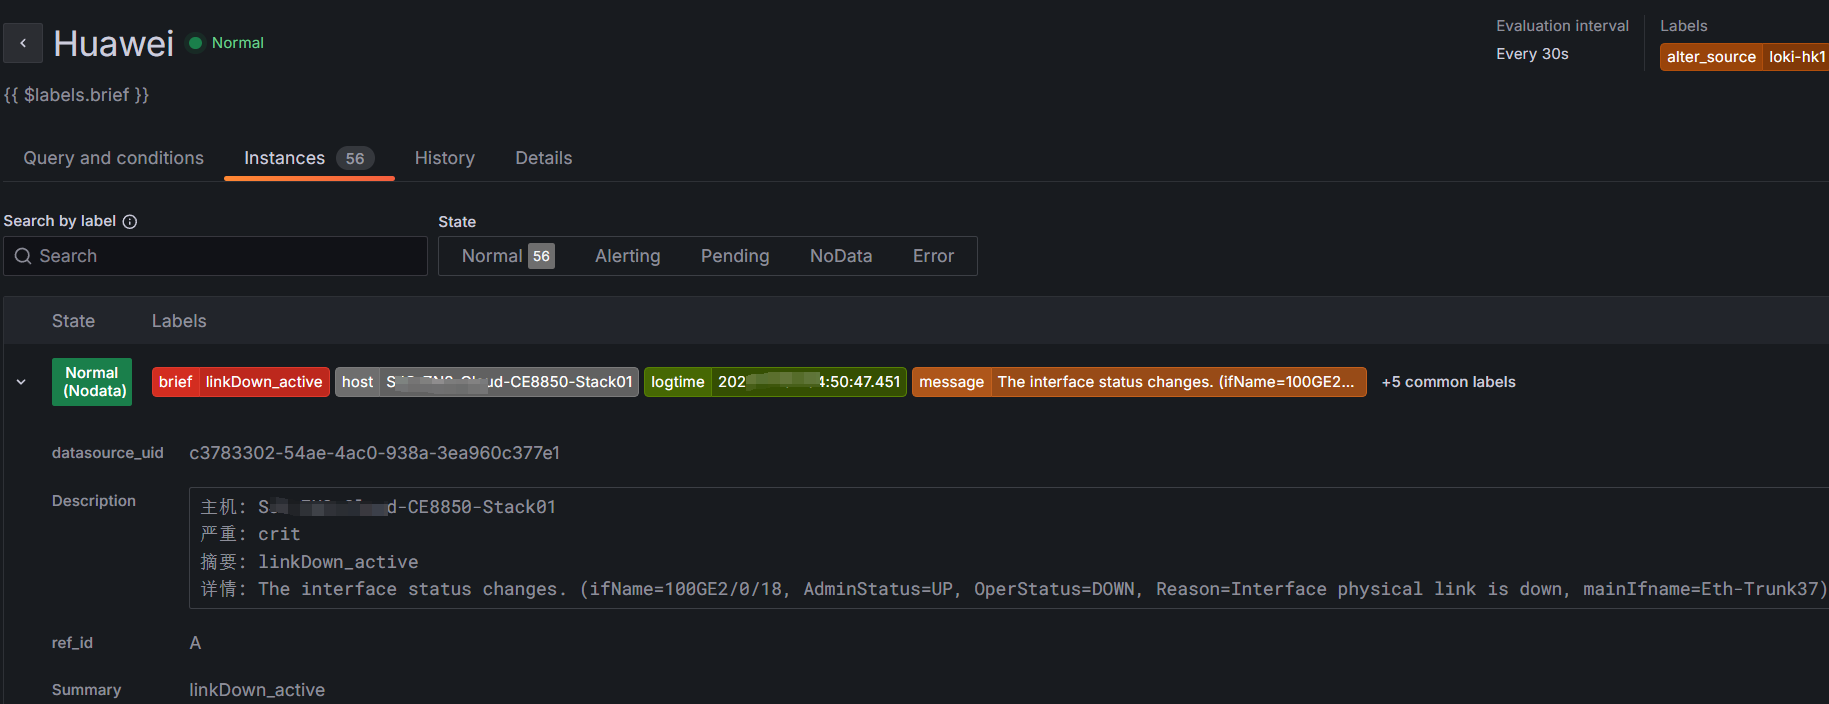 Huawei Normal
Evaluation interval
Every 30s
Labels
alter_source loki-hk1
{{ $labels.brief }}
Query and conditions Instances 56 History Details
Search by label
Search
State
Normal 56 Alerting Pending NoData Error
State Labels
Normal (Nodata) brief linkDown_active host ud-CE8850-Stack01 logtime 202 4:50:47.451 message The interface status changes. (ifName=100GE2... +5 common labels
datasource_uid c3783302-54ae-4ac0-938a-3ea960c377e1
Description
主机: S d-CE8850-Stack01
严重: crit
摘要: linkDown_active
详情: The interface status changes. (ifName=100GE2/0/18, AdminStatus=UP, OperStatus=DOWN, Reason=Interface physical link is down, mainIfname=Eth-Trunk37)
ref_id A
Summary linkDown_active